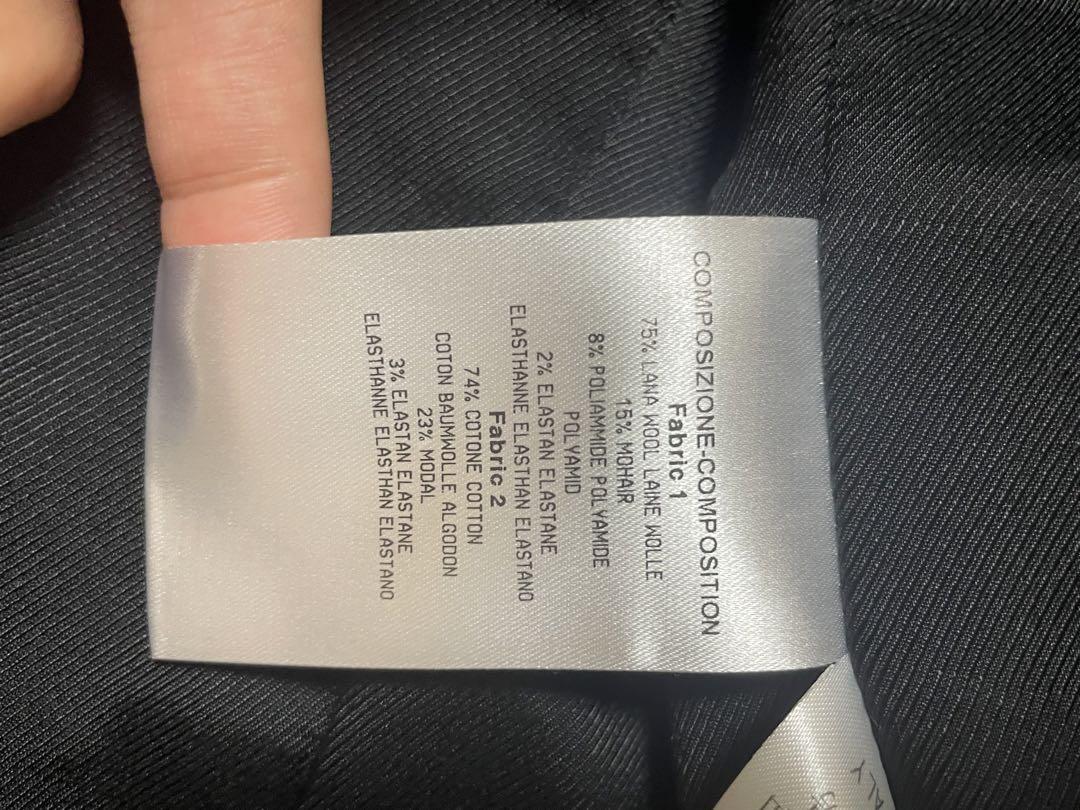 COMPOSIZIONE-COMPOSITION
Fabric 1
75% LANA WOOL LAINE WOLLE
15% MOHAIR
8% POLIAMMIDE POLYAMIDE
POLYAMID
2% ELASTAN ELASTANE
ELASTHANNE ELASTHAN ELASTANO
Fabric 2
74% COTONE COTTON
COTON BAUMWOLLE ALGODON
23% MODAL
3% ELASTAN ELASTANE
ELASTHANNE ELASTHAN ELASTANO